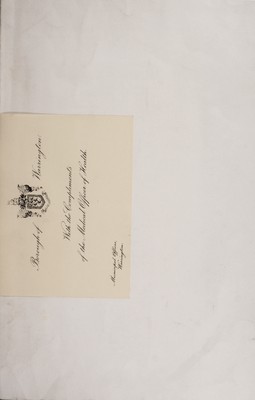 Borough of Warrington.
With the Compliments
of the Medical Officer of Health.
Municipal Offices,
Warrington.